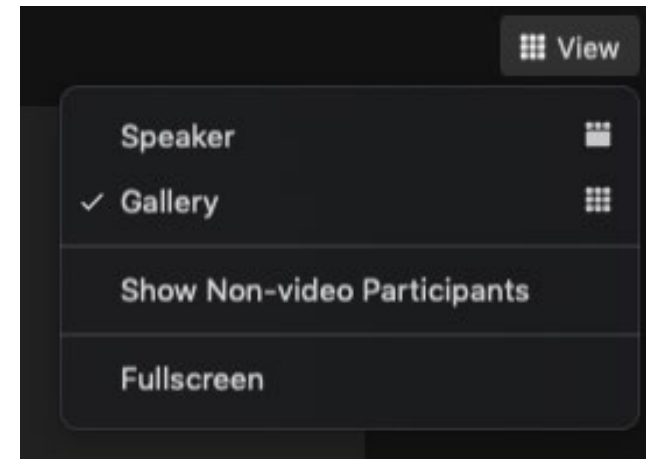 View
Speaker
Gallery
Show Non-video Participants
Fullscreen